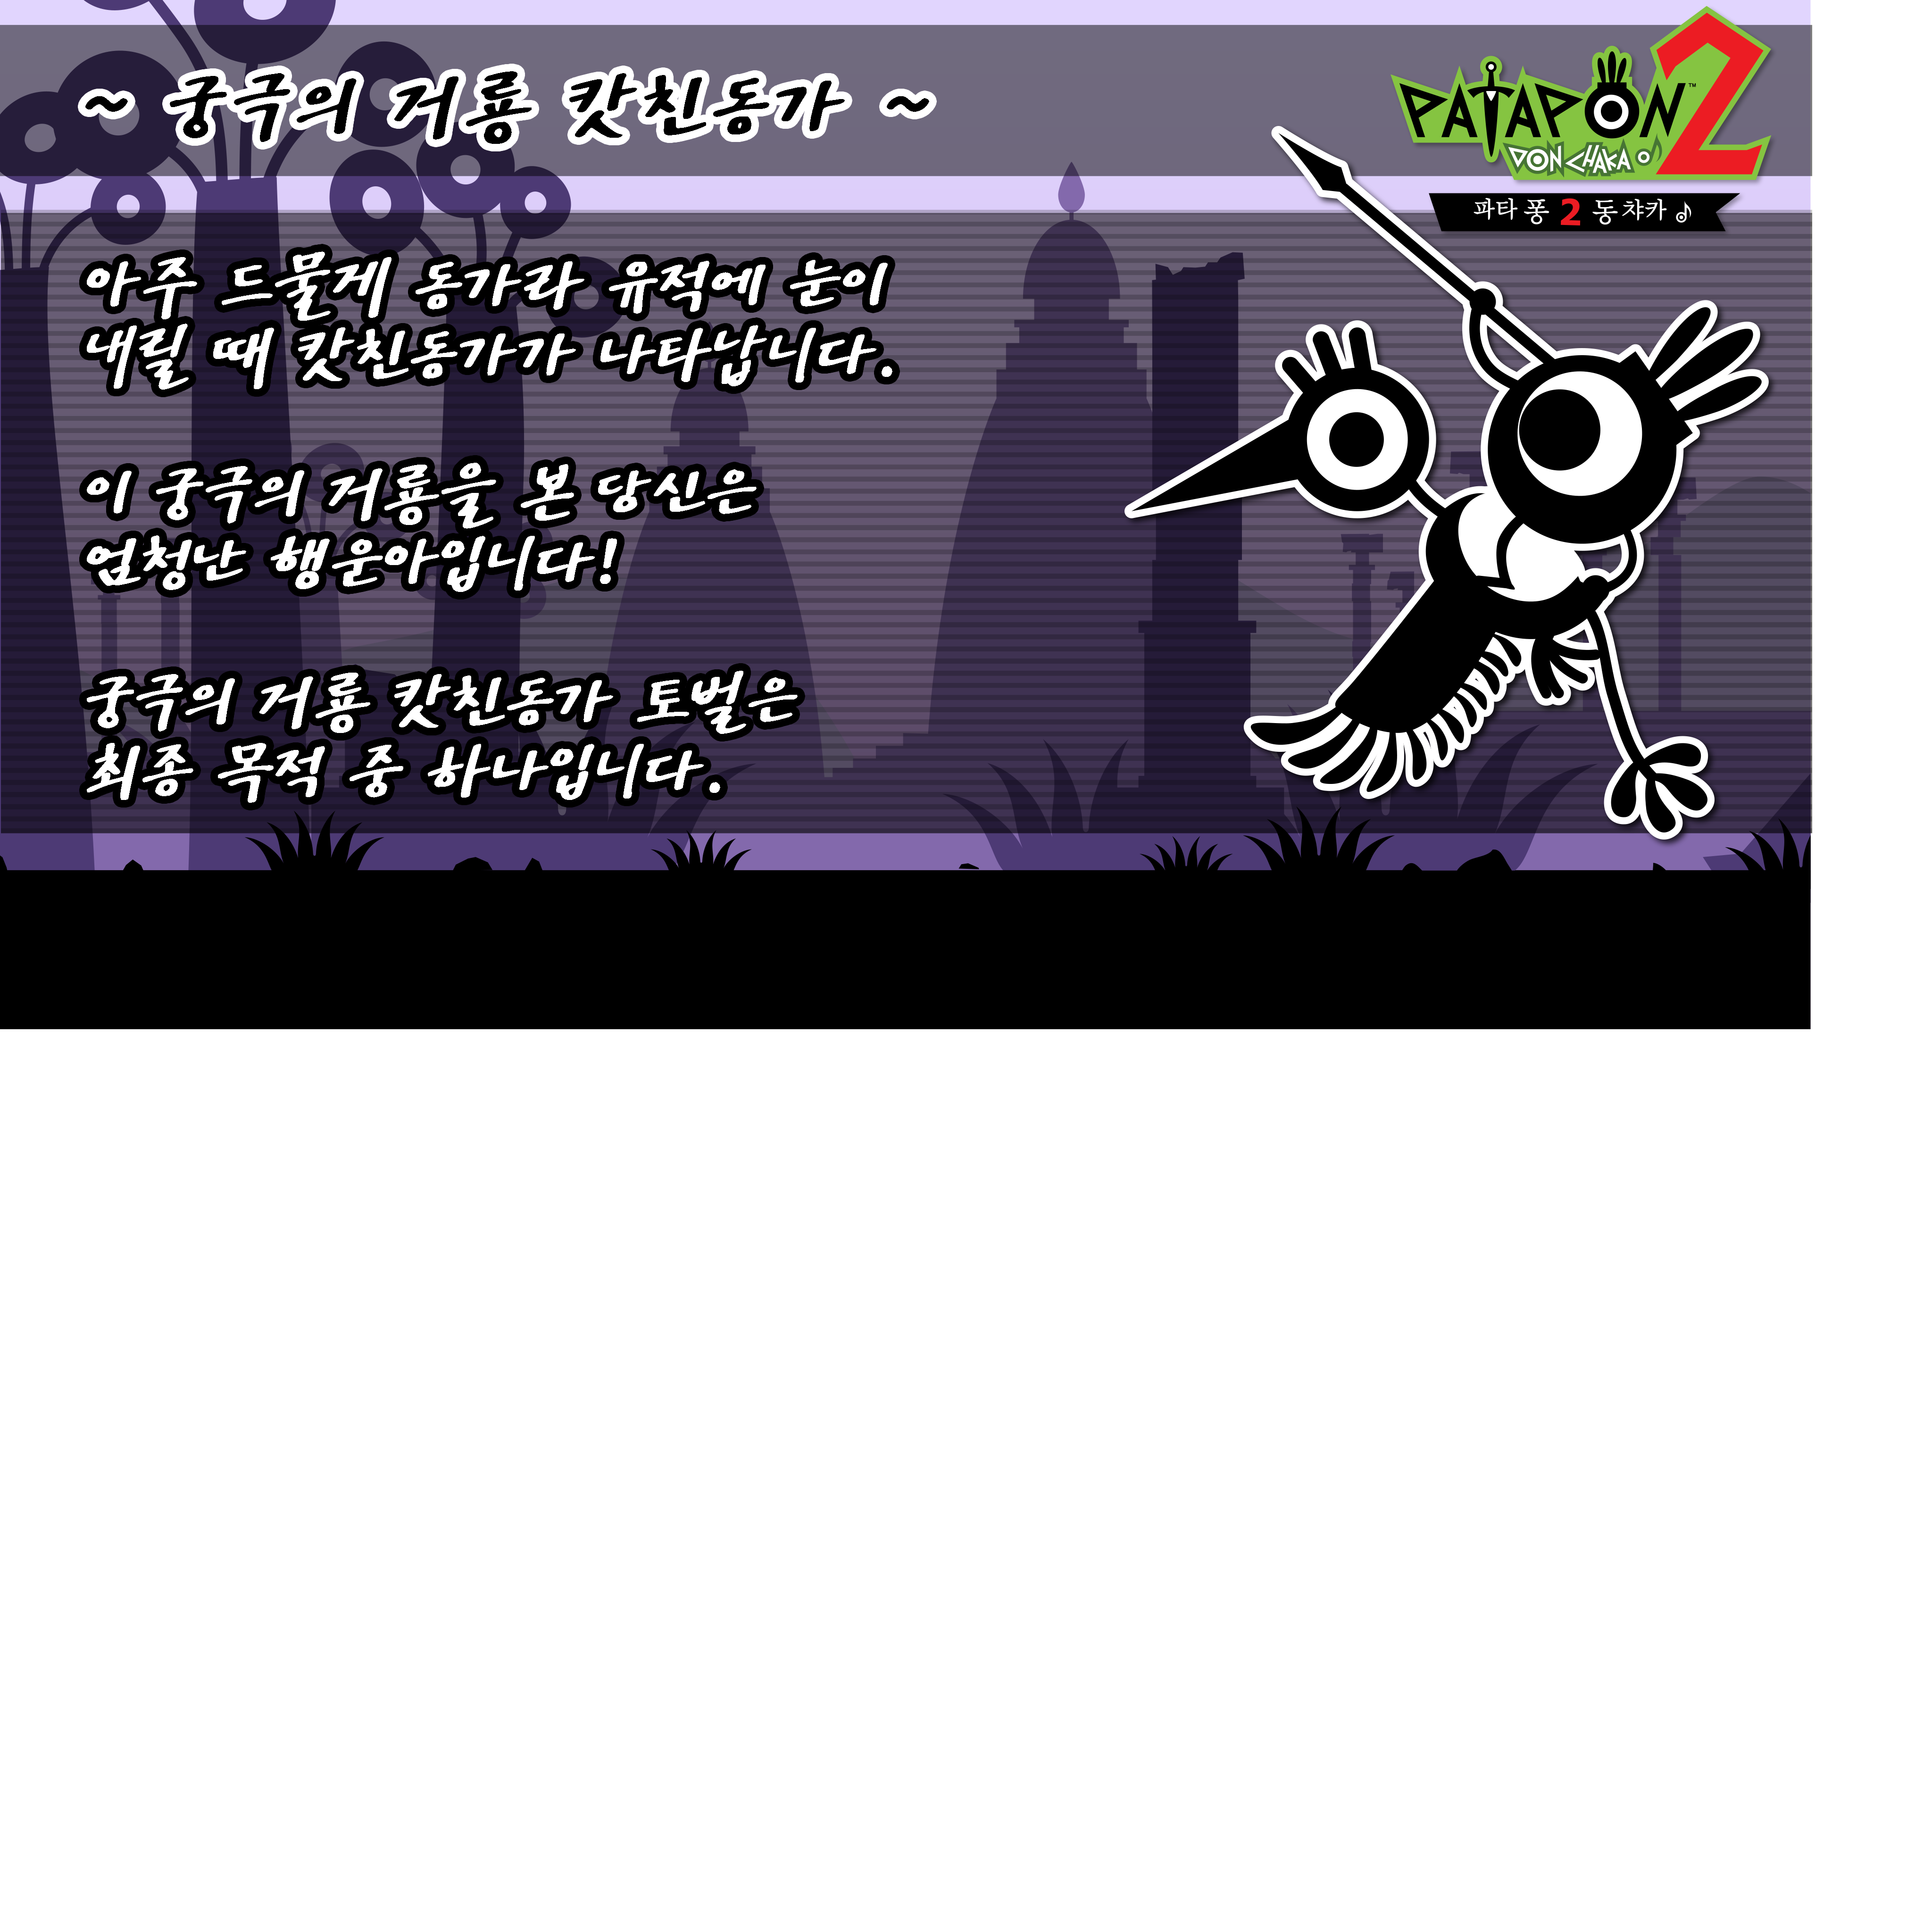 ~ 궁극의 거룡 캇친동가 ~
PATAPON 2
™
DON CHAKA ♪
파타퐁 2 동챠카 ♪
아주 드물게 동가라 유적에 눈이
내릴 때 캇친동가가 나타납니다.
이 궁극의 거룡을 본 당신은
엄청난 행운아입니다!
궁극의 거룡 캇친동가 토벌은
최종 목적 중 하나입니다.